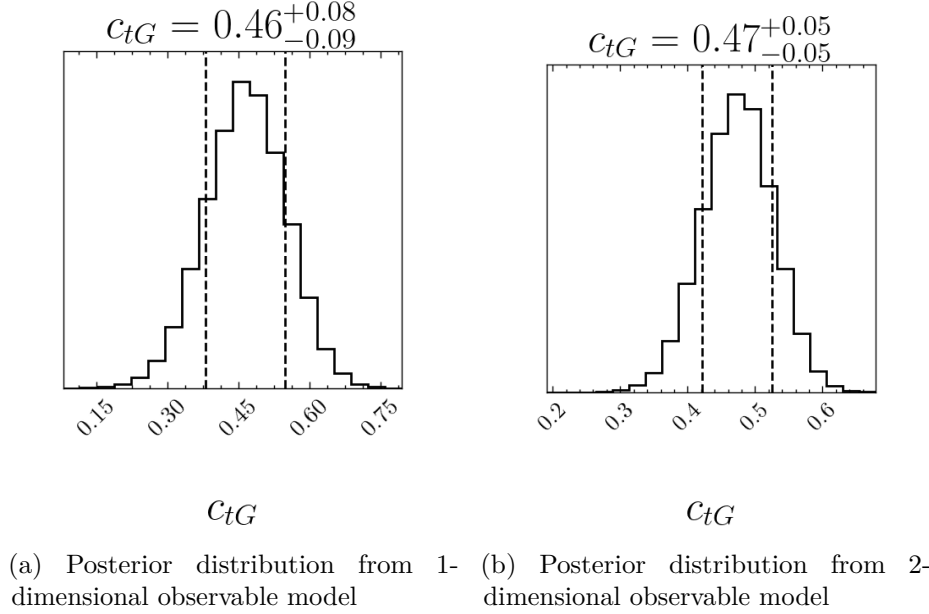 c_{tG} = 0.46^{+0.08}_{-0.09}
0.15 0.30 0.45 0.60 0.75
c_{tG}
(a) Posterior distribution from 1-
dimensional observable model
c_{tG} = 0.47^{+0.05}_{-0.05}
0.2 0.3 0.4 0.5 0.6
c_{tG}
(b) Posterior distribution from 2-
dimensional observable model